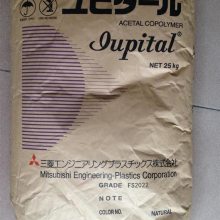 ユピタール
ACETAL COPOLYMER
Iupital®
NET 25kg
三菱エンジニアリングプラスチックス株式会社
Mitsubishi Engineering-Plastics Corporation
GRADE FS2022
NOTE
COLOR NO. NATURAL